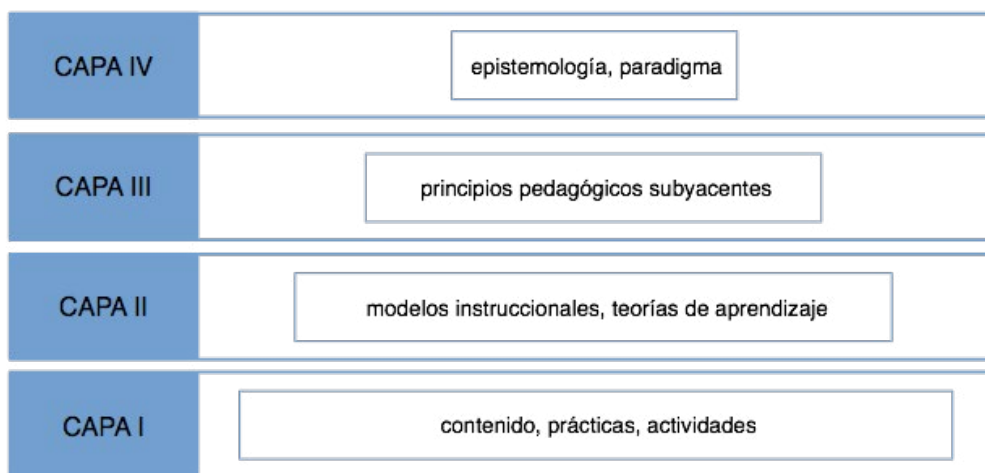 CAPA IV
epistemología, paradigma
CAPA III
principios pedagógicos subyacentes
CAPA II
modelos instruccionales, teorías de aprendizaje
CAPA I
contenido, prácticas, actividades